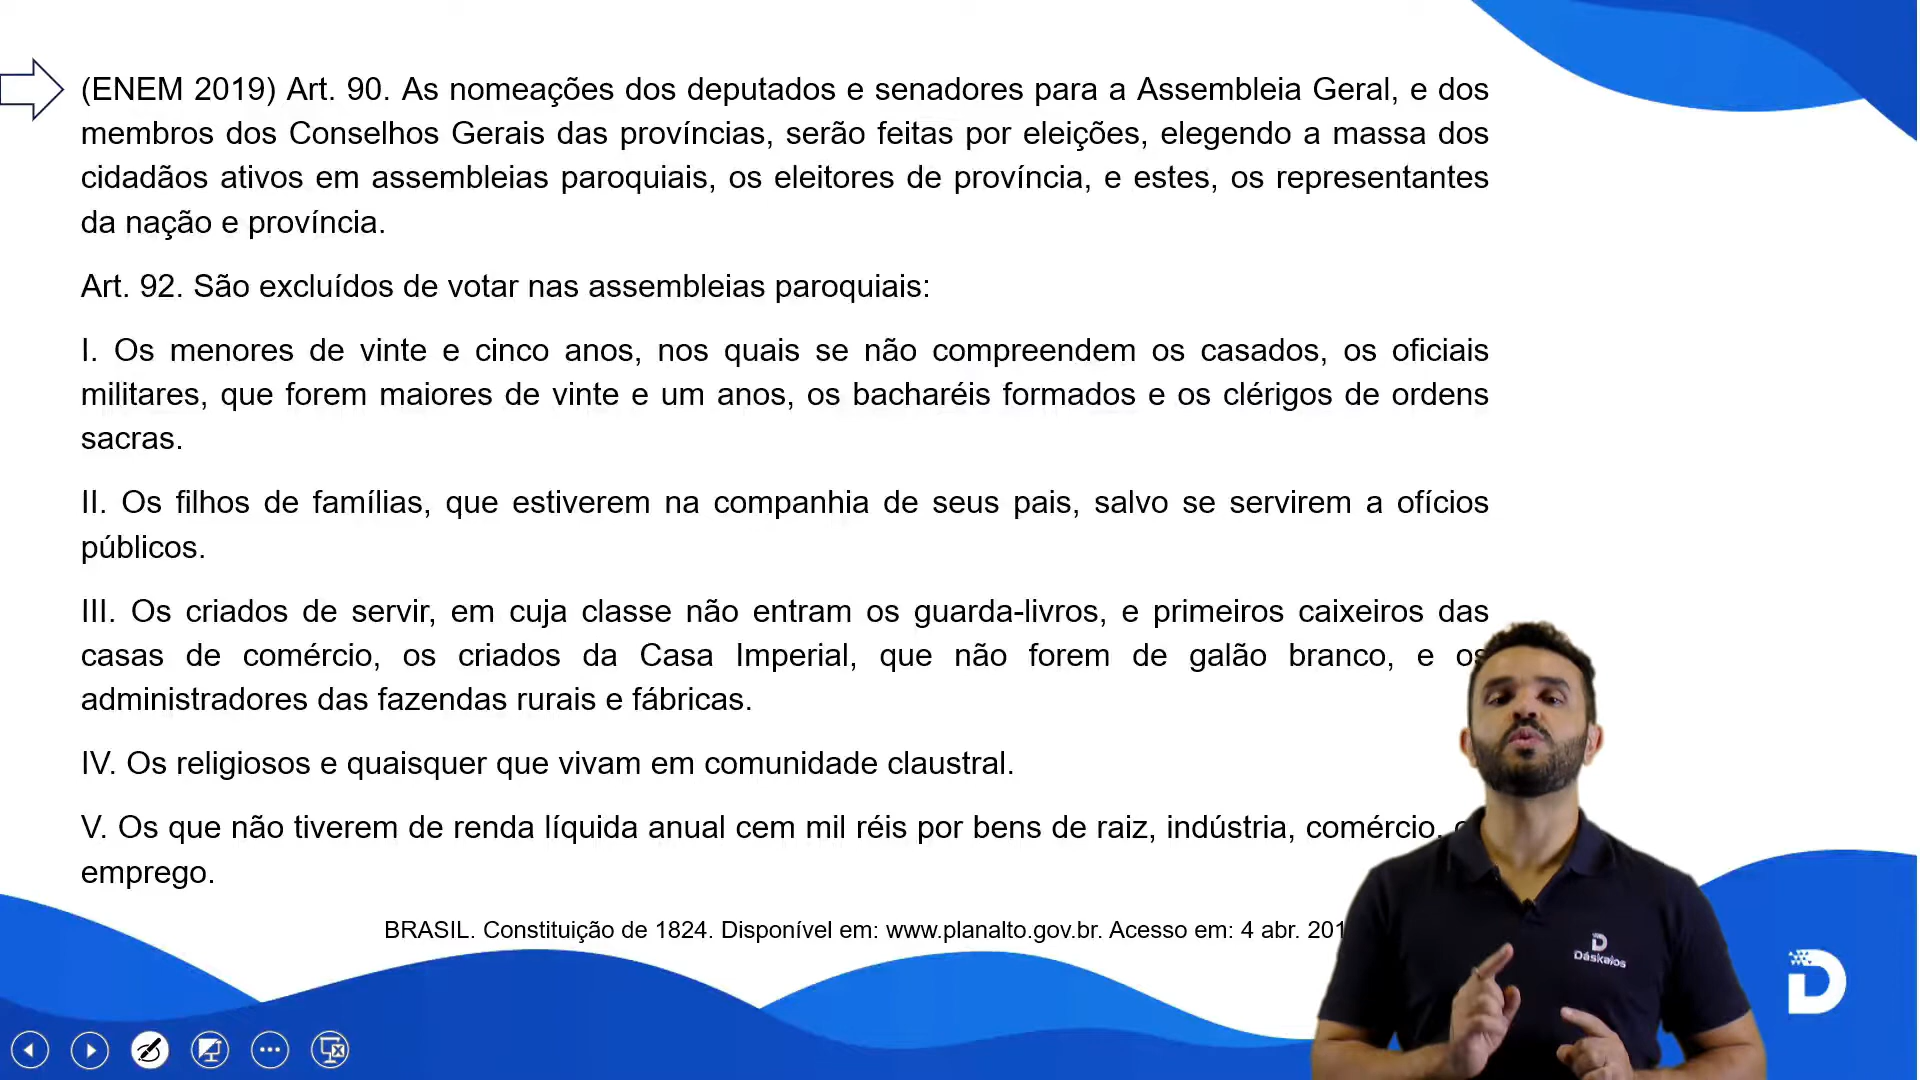 (ENEM 2019) Art. 90. As nomeações dos deputados e senadores para a Assembleia Geral, e dos
membros dos Conselhos Gerais das províncias, serão feitas por eleições, elegendo a massa dos
cidadãos ativos em assembleias paroquiais, os eleitores de província, e estes, os representantes
da nação e província.
Art. 92. São excluídos de votar nas assembleias paroquiais:
I. Os menores de vinte e cinco anos, nos quais se não compreendem os casados, os oficiais
militares, que forem maiores de vinte e um anos, os bacharéis formados e os clérigos de ordens
sacras.
II. Os filhos de famílias, que estiverem na companhia de seus pais, salvo se servirem a ofícios
públicos.
III. Os criados de servir, em cuja classe não entram os guarda-livros, e primeiros caixeiros das
casas de comércio, os criados da Casa Imperial, que não forem de galão branco, e os
administradores das fazendas rurais e fábricas.
IV. Os religiosos e quaisquer que vivam em comunidade claustral.
V. Os que não tiverem de renda líquida anual cem mil réis por bens de raiz, indústria, comércio,
emprego.
BRASIL. Constituição de 1824. Disponível em: www.planalto.gov.br. Acesso em: 4 abr. 201
D
Dáskalos
D